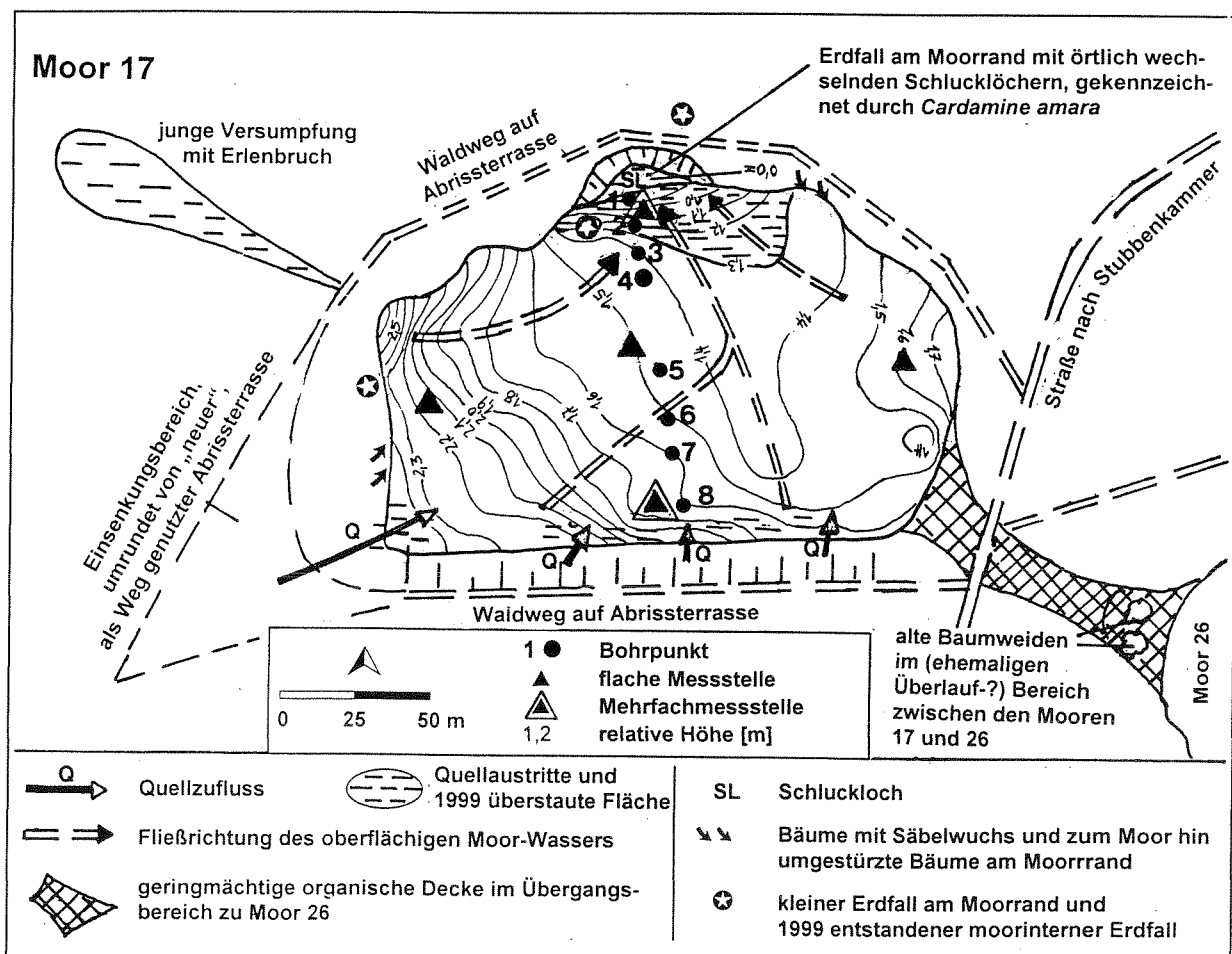 Moor 17
Erdfall am Moorrand mit örtlich wech-
selnden Schlucklöchern, gekennzeich-
net durch Cardamine amara
junge Versumpfung
mit Erlenbruch
Waldweg auf
Abrissterrasse
SL
0,0
1,0
1,1
1,2
1,3
1
2
3
4
5
6
7
8
2,5
1,5
1,4
1,4
1,5
1,6
1,7
1,4
1,6
1,7
1,8
2,2
2,3
Einsenkungsbereich,
umrundet von „neuer“,
als Weg genutzter Abrissterrasse
Straße nach Stubbenkammer
Q
Q
Q
Q
Waldweg auf Abrissterrasse
alte Baumweiden
im (ehemaligen
Überlauf-?) Bereich
zwischen den Mooren
17 und 26
Moor 26
0 25 50 m
1 Bohrpunkt
flache Messstelle
Mehrfachmessstelle
1,2 relative Höhe [m]
Q Quellzufluss
Quellaustritte und
1999 überstaute Fläche
Fließrichtung des oberflächigen Moor-Wassers
geringmächtige organische Decke im Übergangs-
bereich zu Moor 26
SL Schluckloch
Bäume mit Säbelwuchs und zum Moor hin
umgestürzte Bäume am Moorrrand
kleiner Erdfall am Moorrand und
1999 entstandener moorinterner Erdfall